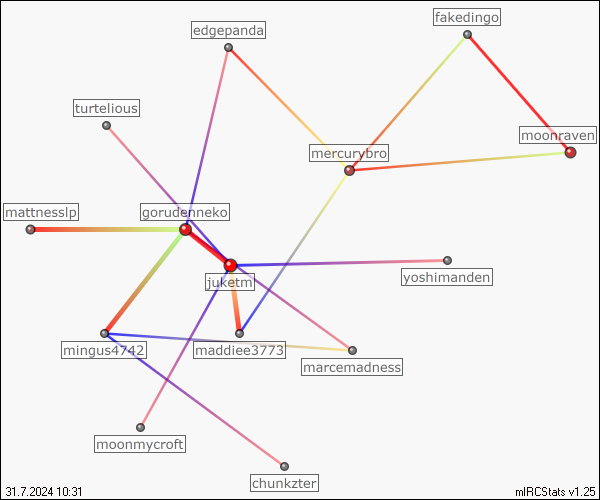 fakedingo
edgepanda
turtelious
moonraven
mercurybro
mattnesslp
gorudenneko
juketm
yoshimanden
mingus4742
maddiee3773
marcemadness
moonmycroft
chunkzter
31.7.2024 10:31
mIRCStats v1.25